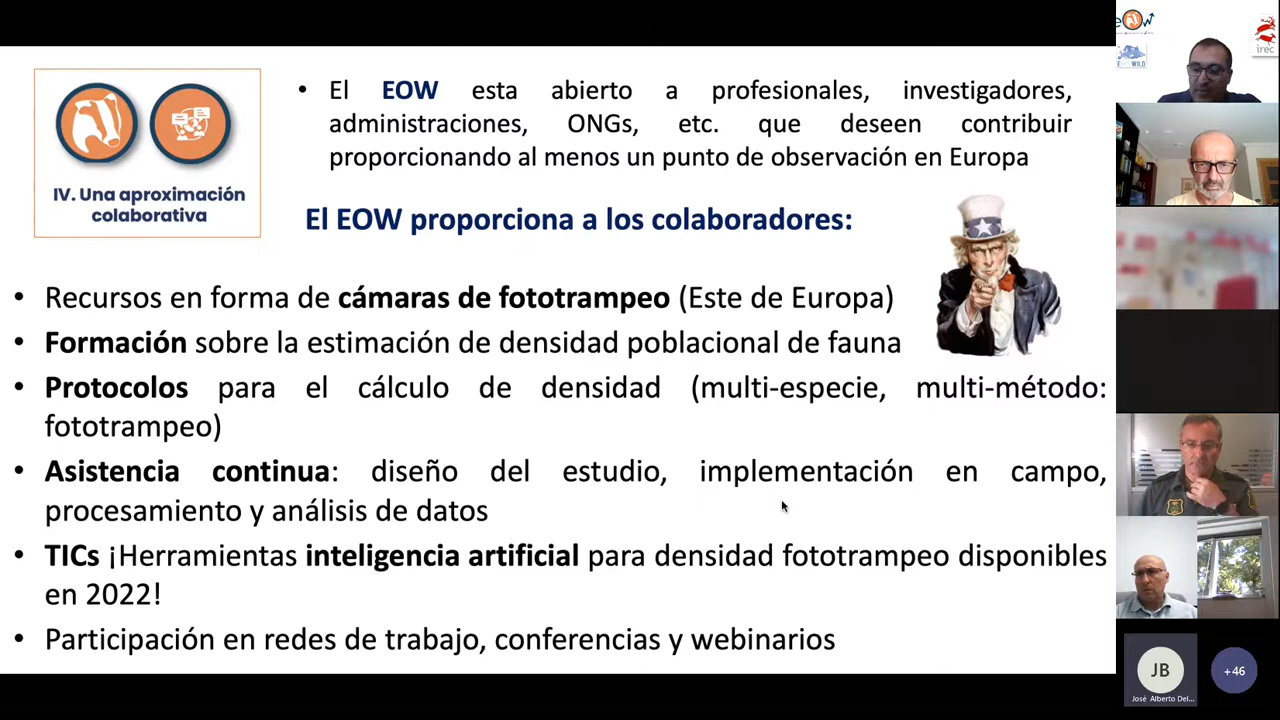 IV. Una aproximación
colaborativa
• El EOW esta abierto a profesionales, investigadores,
administraciones, ONGs, etc. que deseen contribuir
proporcionando al menos un punto de observación en Europa
El EOW proporciona a los colaboradores:
• Recursos en forma de cámaras de fototrampeo (Este de Europa)
• Formación sobre la estimación de densidad poblacional de fauna
• Protocolos para el cálculo de densidad (multi-especie, multi-método:
fototrampeo)
• Asistencia continua: diseño del estudio, implementación en campo,
procesamiento y análisis de datos
• TICs ¡Herramientas inteligencia artificial para densidad fototrampeo disponibles
en 2022!
• Participación en redes de trabajo, conferencias y webinarios
irec
JB
+46
José Alberto Del...